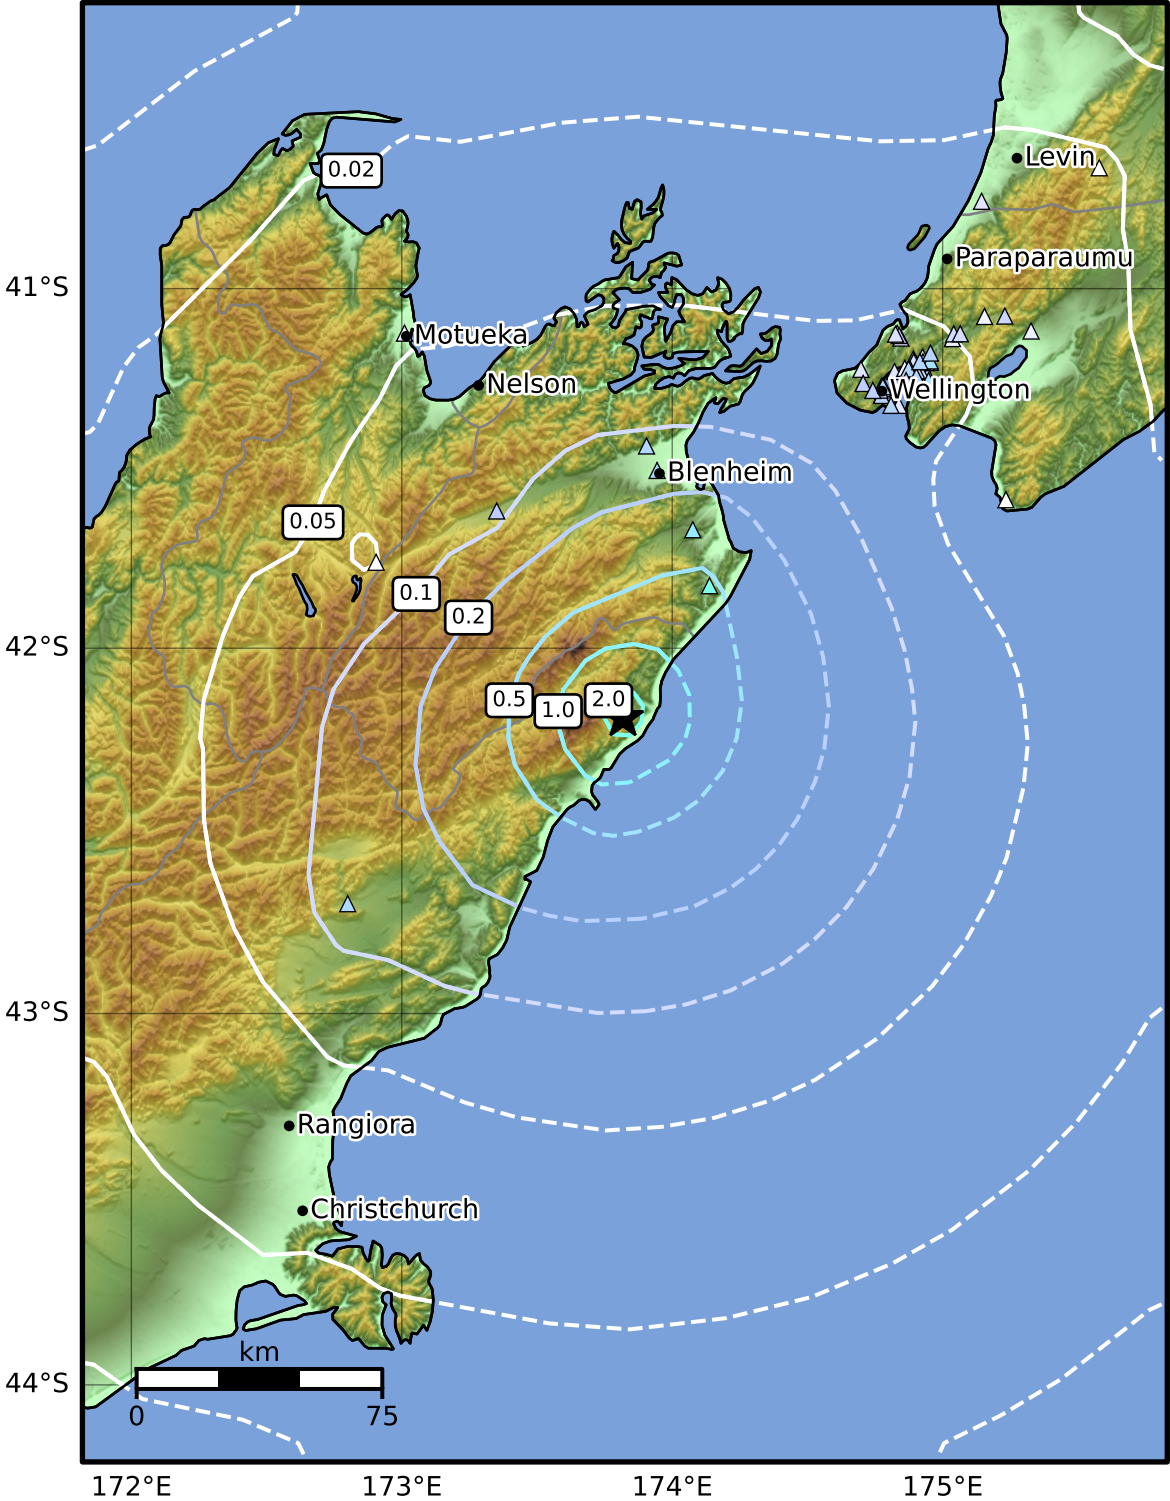 0.02
Levin
Paraparaumu
41°S
Motueka
Nelson
Wellington
Blenheim
0.05
0.1
0.2
42°S
0.5
1.0
2.0
43°S
Rangiora
Christchurch
km
44°S
0
75
172°E
173°E
174°E
175°E